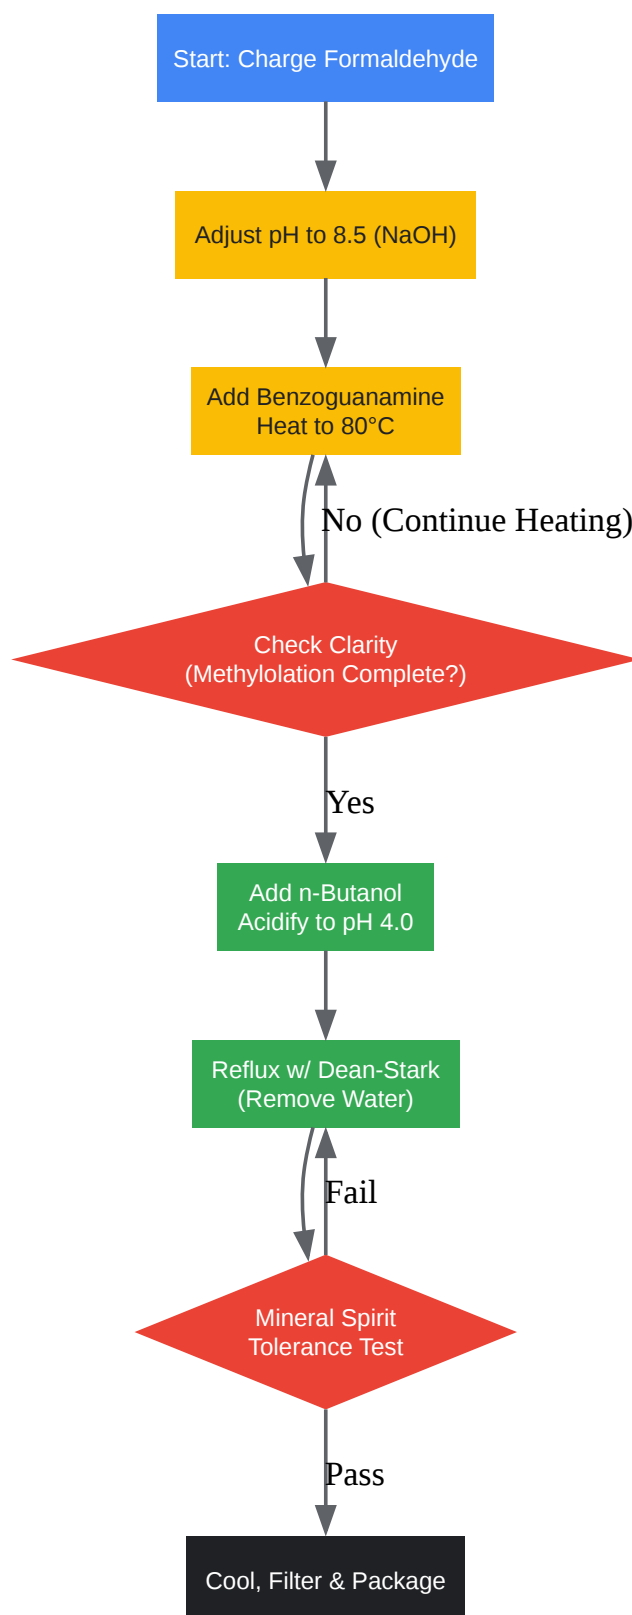 Start: Charge Formaldehyde
Adjust pH to 8.5 (NaOH)
Add Benzoguanamine
Heat to 80°C
No (Continue Heating)
Check Clarity
(Methylolation Complete?)
Yes
Add n-Butanol
Acidify to pH 4.0
Reflux w/ Dean-Stark
(Remove Water)
Fail
Mineral Spirit
Tolerance Test
Pass
Cool, Filter & Package